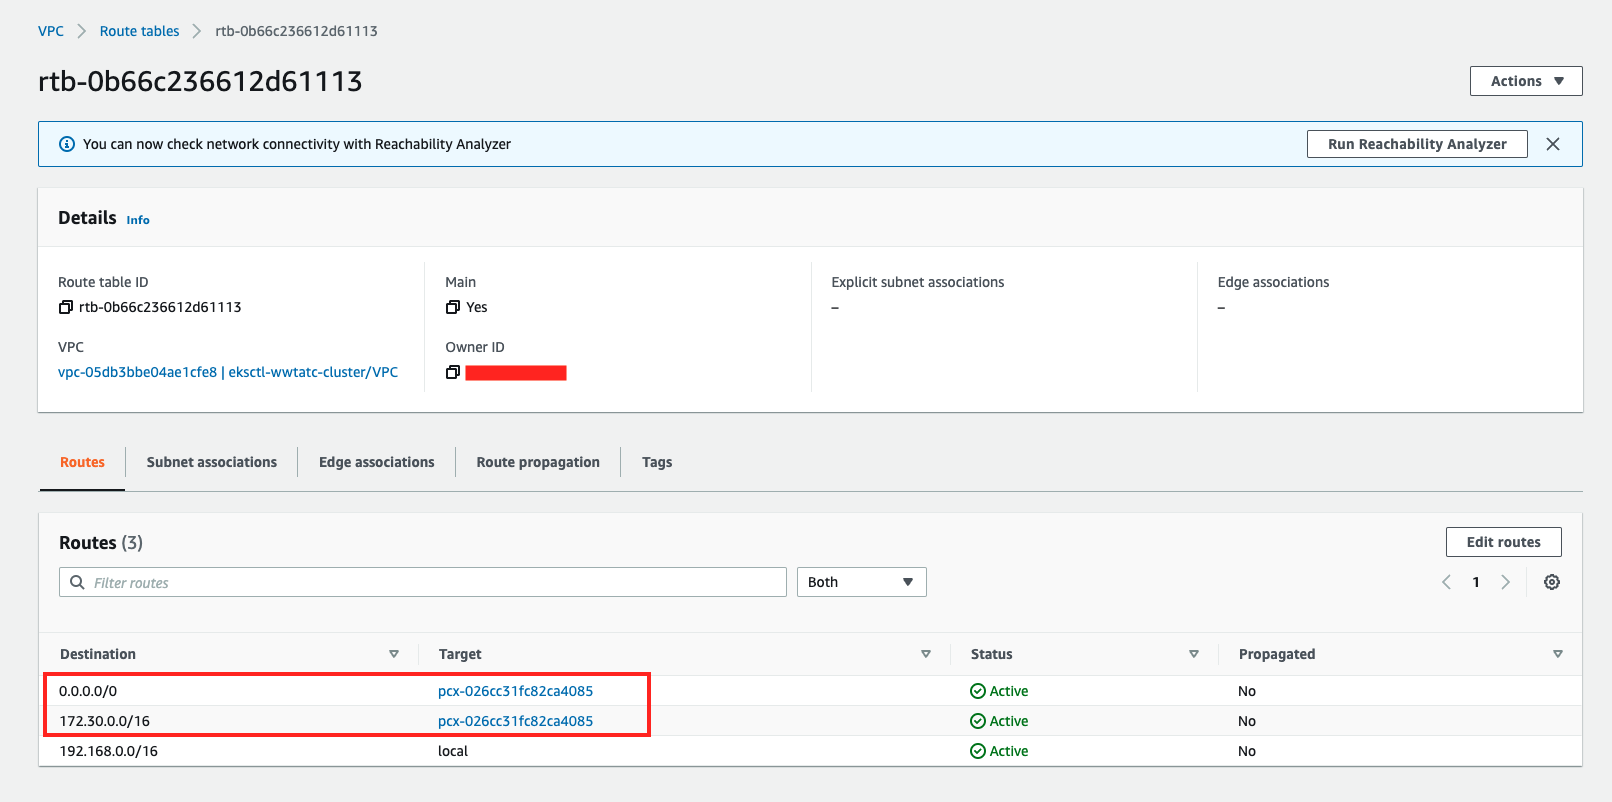 VPC > Route tables > rtb-0b66c236612d61113
rtb-0b66c236612d61113
Actions
You can now check network connectivity with Reachability Analyzer
Run Reachability Analyzer
Details Info
Route table ID
rtb-0b66c236612d61113
Main
Yes
Explicit subnet associations
–
Edge associations
–
VPC
vpc-05db3bbe04ae1cfe8 | eksctl-wwtatc-cluster/VPC
Owner ID
Routes
Subnet associations
Edge associations
Route propagation
Tags
Routes (3)
Edit routes
Filter routes
Both
1
Destination Target Status Propagated
0.0.0.0/0 pcx-026cc31fc82ca4085 Active No
172.30.0.0/16 pcx-026cc31fc82ca4085 Active No
192.168.0.0/16 local Active No